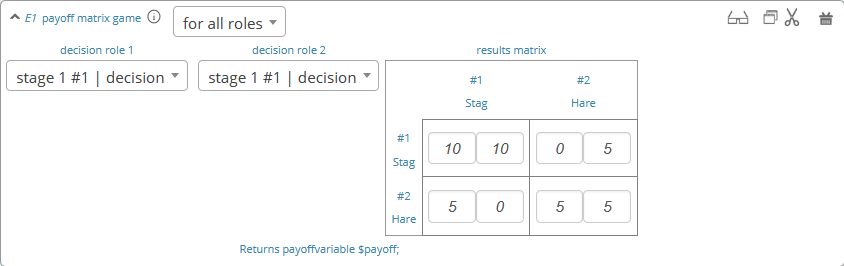 E1 payoff matrix game for all roles
decision role 1 decision role 2 results matrix
stage 1 #1 | decision stage 1 #1 | decision
#1 #2
Stag Hare
#1 Stag 10 10 0 5
#2 Hare 5 0 5 5
Returns payoffvariable $payoff;